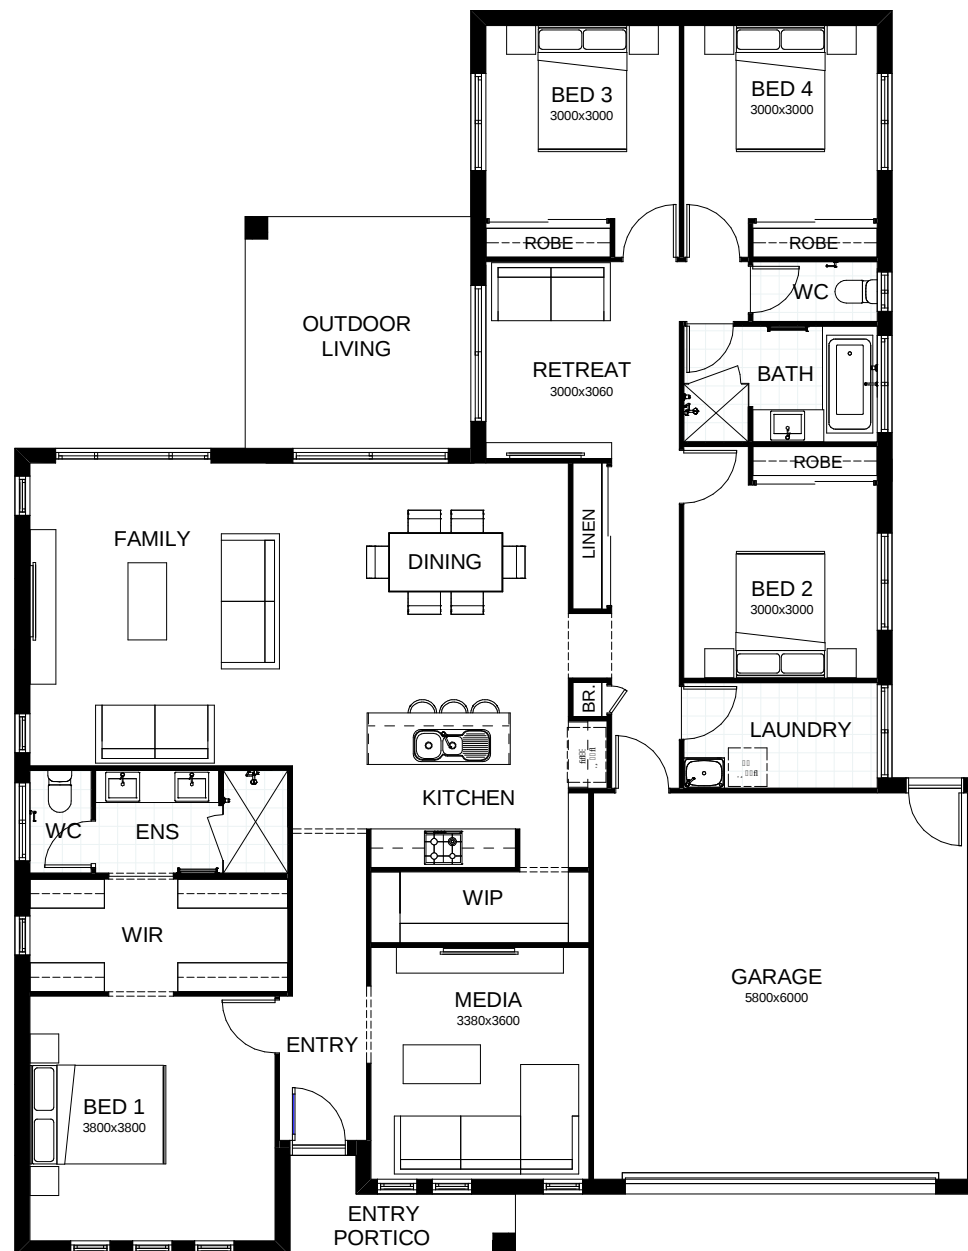 BED 3
3000x3000
BED 4
3000x3000
ROBE
ROBE
WC
OUTDOOR
LIVING
RETREAT
3000x3060
BATH
ROBE
FAMILY
DINING
LINEN
BED 2
3000x3000
BR.
LAUNDRY
KITCHEN
WC
ENS
WIP
WIR
MEDIA
3380x3600
GARAGE
5800x6000
ENTRY
BED 1
3800x3800
ENTRY
PORTICO